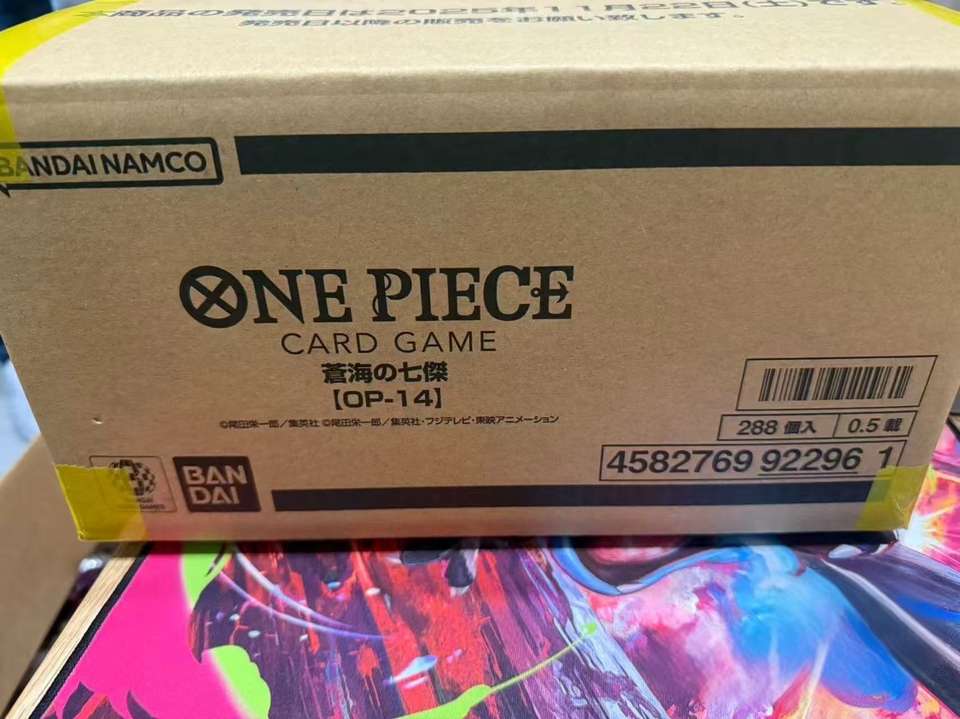 本商品の発売日は2025年11月22日(土)です。
発売日以降の販売をお願い致します。
BANDAI NAMCO
ONE PIECE
CARD GAME
蒼海の七傑
【OP-14】
©尾田栄一郎／集英社 ©尾田栄一郎／集英社・フジテレビ・東映アニメーション
288 個入
0.5 載
4582769 92296 1
BAN
DAI